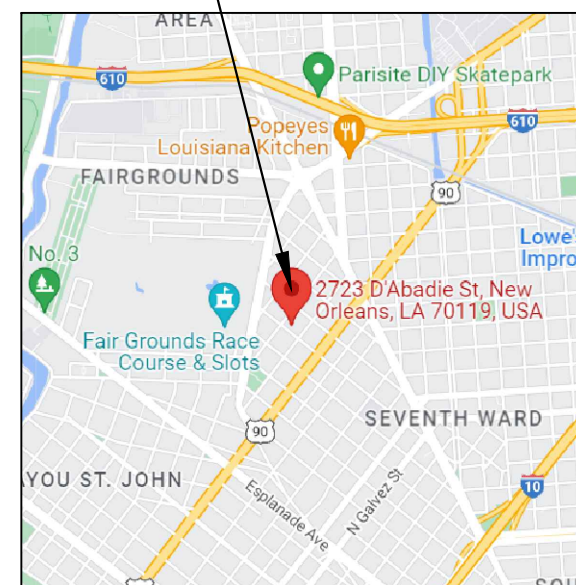 AREA
610
Parisite DIY Skatepark
Popeyes
Louisiana Kitchen
610
FAIRGROUNDS
90
No. 3
Lowe'
Impro
2723 D'Abadie St, New
Orleans, LA 70119, USA
Fair Grounds Race
Course & Slots
90
SEVENTH WARD
YOU ST. JOHN
Esplanade Ave
N Galvez St
10